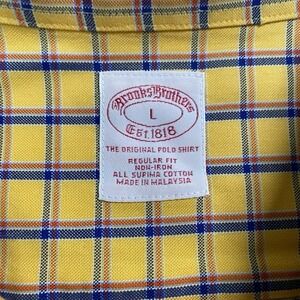 Brooks Brothers
L
Est. 1818
THE ORIGINAL POLO SHIRT
REGULAR FIT
NON-IRON
ALL SUPIMA COTTON
MADE IN MALAYSIA